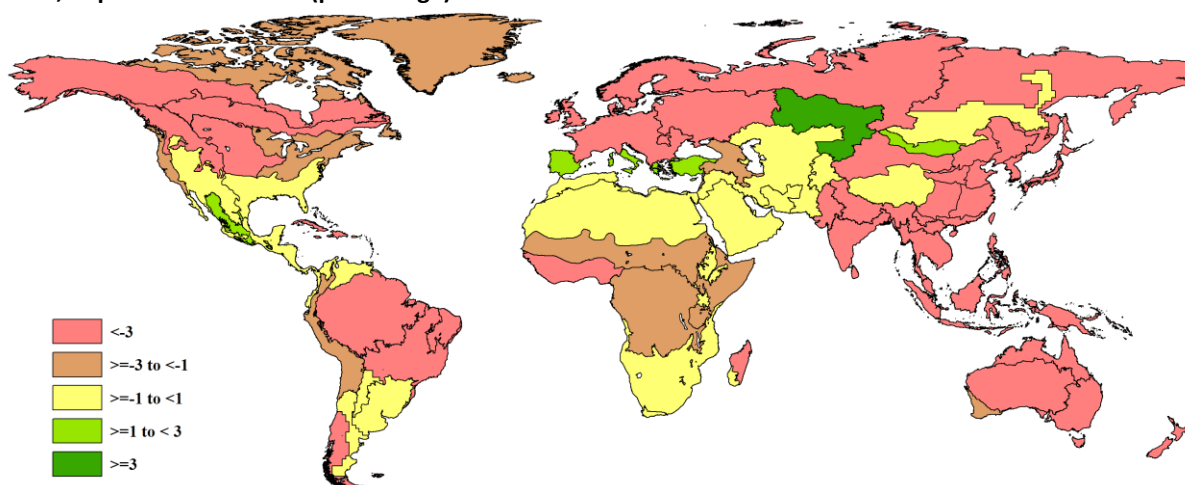 <-3
>=-3 to <-1
>=-1 to <1
>=1 to < 3
>=3